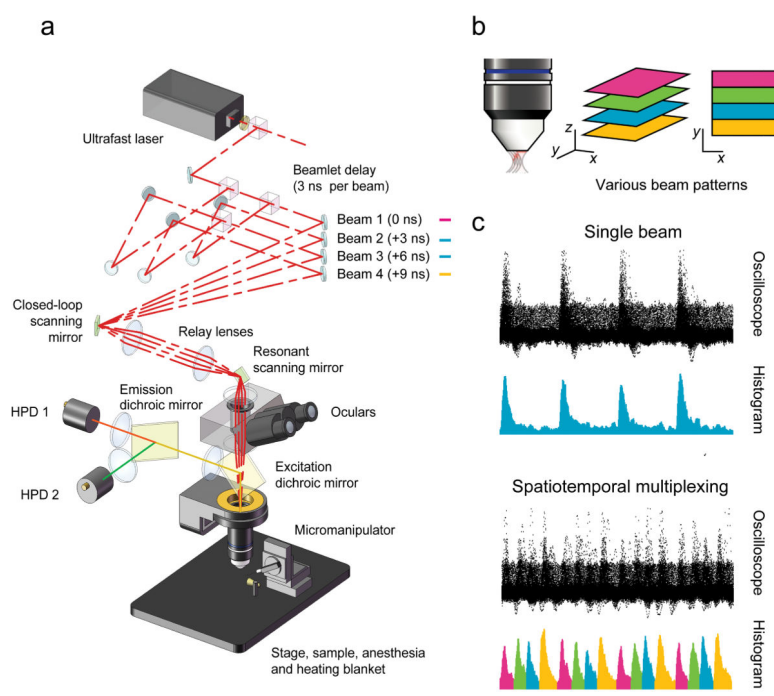 a
Ultrafast laser
Beamlet delay
(3 ns per beam)
Beam 1 (0 ns)
Beam 2 (+3 ns)
Beam 3 (+6 ns)
Beam 4 (+9 ns)
Closed-loop
scanning
mirror
Relay lenses
Resonant
scanning mirror
Emission
dichroic mirror
HPD 1
Oculars
HPD 2
Excitation
dichroic mirror
Micromanipulator
Stage, sample, anesthesia
and heating blanket
b
z
y
x
y
x
Various beam patterns
c
Single beam
Oscilloscope
Histogram
Spatiotemporal multiplexing
Oscilloscope
Histogram